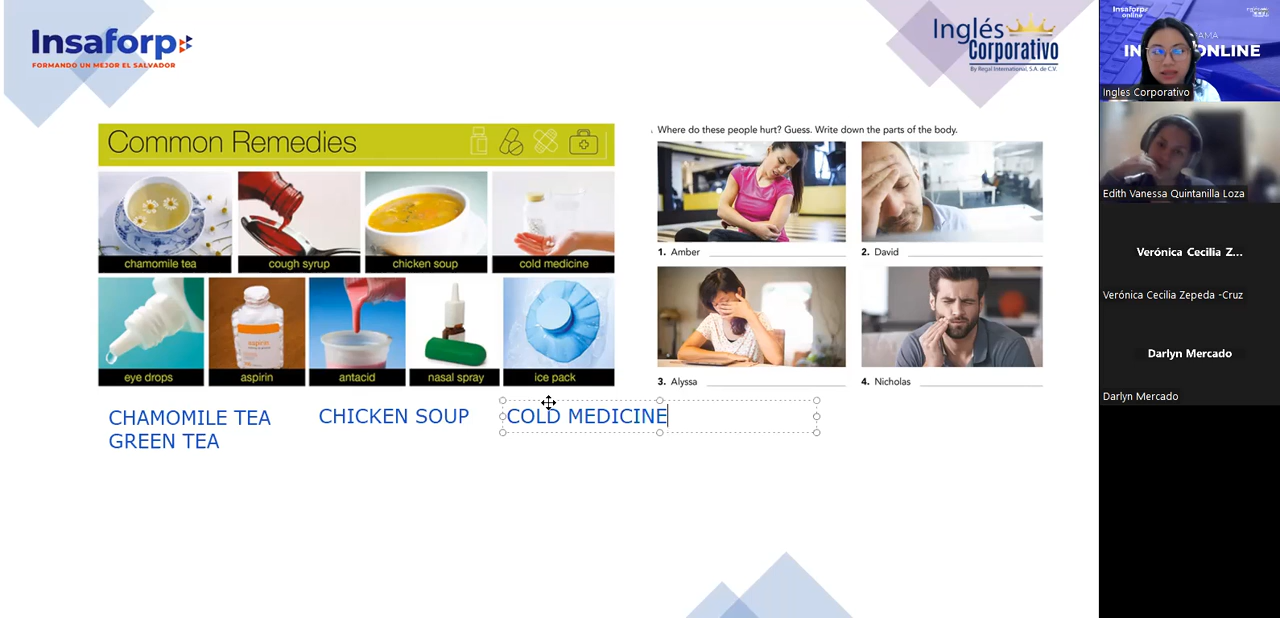 Insaforp
FORMANDO UN MEJOR EL SALVADOR
Inglés
Corporativo
By Regal International, S.A. de C.V.
Common Remedies
chamomile tea
cough syrup
chicken soup
cold medicine
eye drops
aspirin
antacid
nasal spray
ice pack
Where do these people hurt? Guess. Write down the parts of the body.
1. Amber
2. David
3. Alyssa
4. Nicholas
CHAMOMILE TEA
GREEN TEA
CHICKEN SOUP
COLD MEDICINE
Insaforp
online
ONLINE
Ingles Corporativo
Edith Vanessa Quintanilla Loza
Verónica Cecilia Z...
Verónica Cecilia Zepeda -Cruz
Darlyn Mercado
Darlyn Mercado